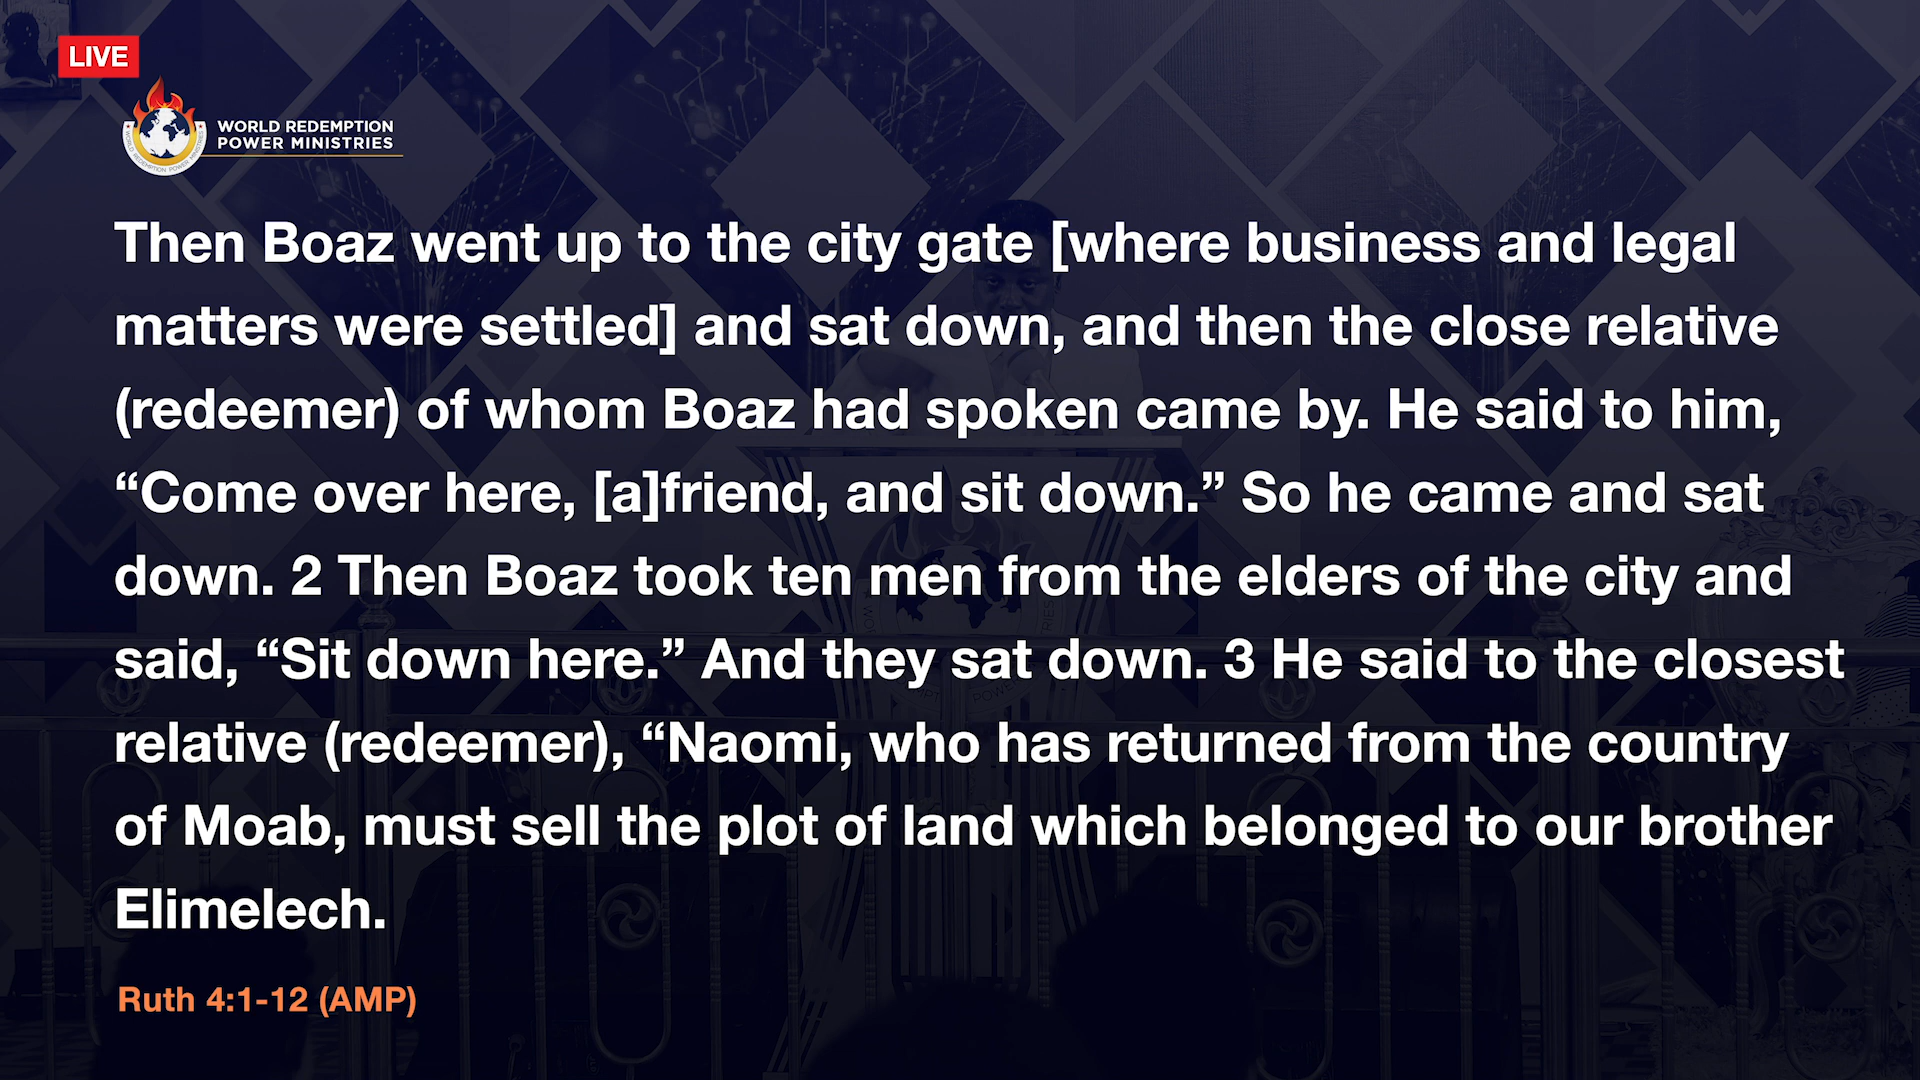 LIVE
WORLD REDEMPTION
POWER MINISTRIES
WORLD REDEMPTION POWER MINISTRIES
Then Boaz went up to the city gate [where business and legal
matters were settled] and sat down, and then the close relative
(redeemer) of whom Boaz had spoken came by. He said to him,
“Come over here, [a]friend, and sit down.” So he came and sat
down. 2 Then Boaz took ten men from the elders of the city and
said, “Sit down here.” And they sat down. 3 He said to the closest
relative (redeemer), “Naomi, who has returned from the country
of Moab, must sell the plot of land which belonged to our brother
Elimelech.
Ruth 4:1-12 (AMP)